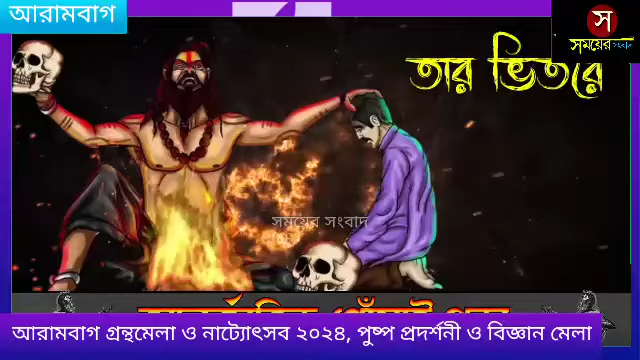 আরামবাগ
স
সময়ের সংবাদ
তার ভিতরে
সময়ের সংবাদ
আরামবাগ গ্রন্থমেলা ও নাট্যোৎসব ২০২৪, পুষ্প প্রদর্শনী ও বিজ্ঞান মেলা